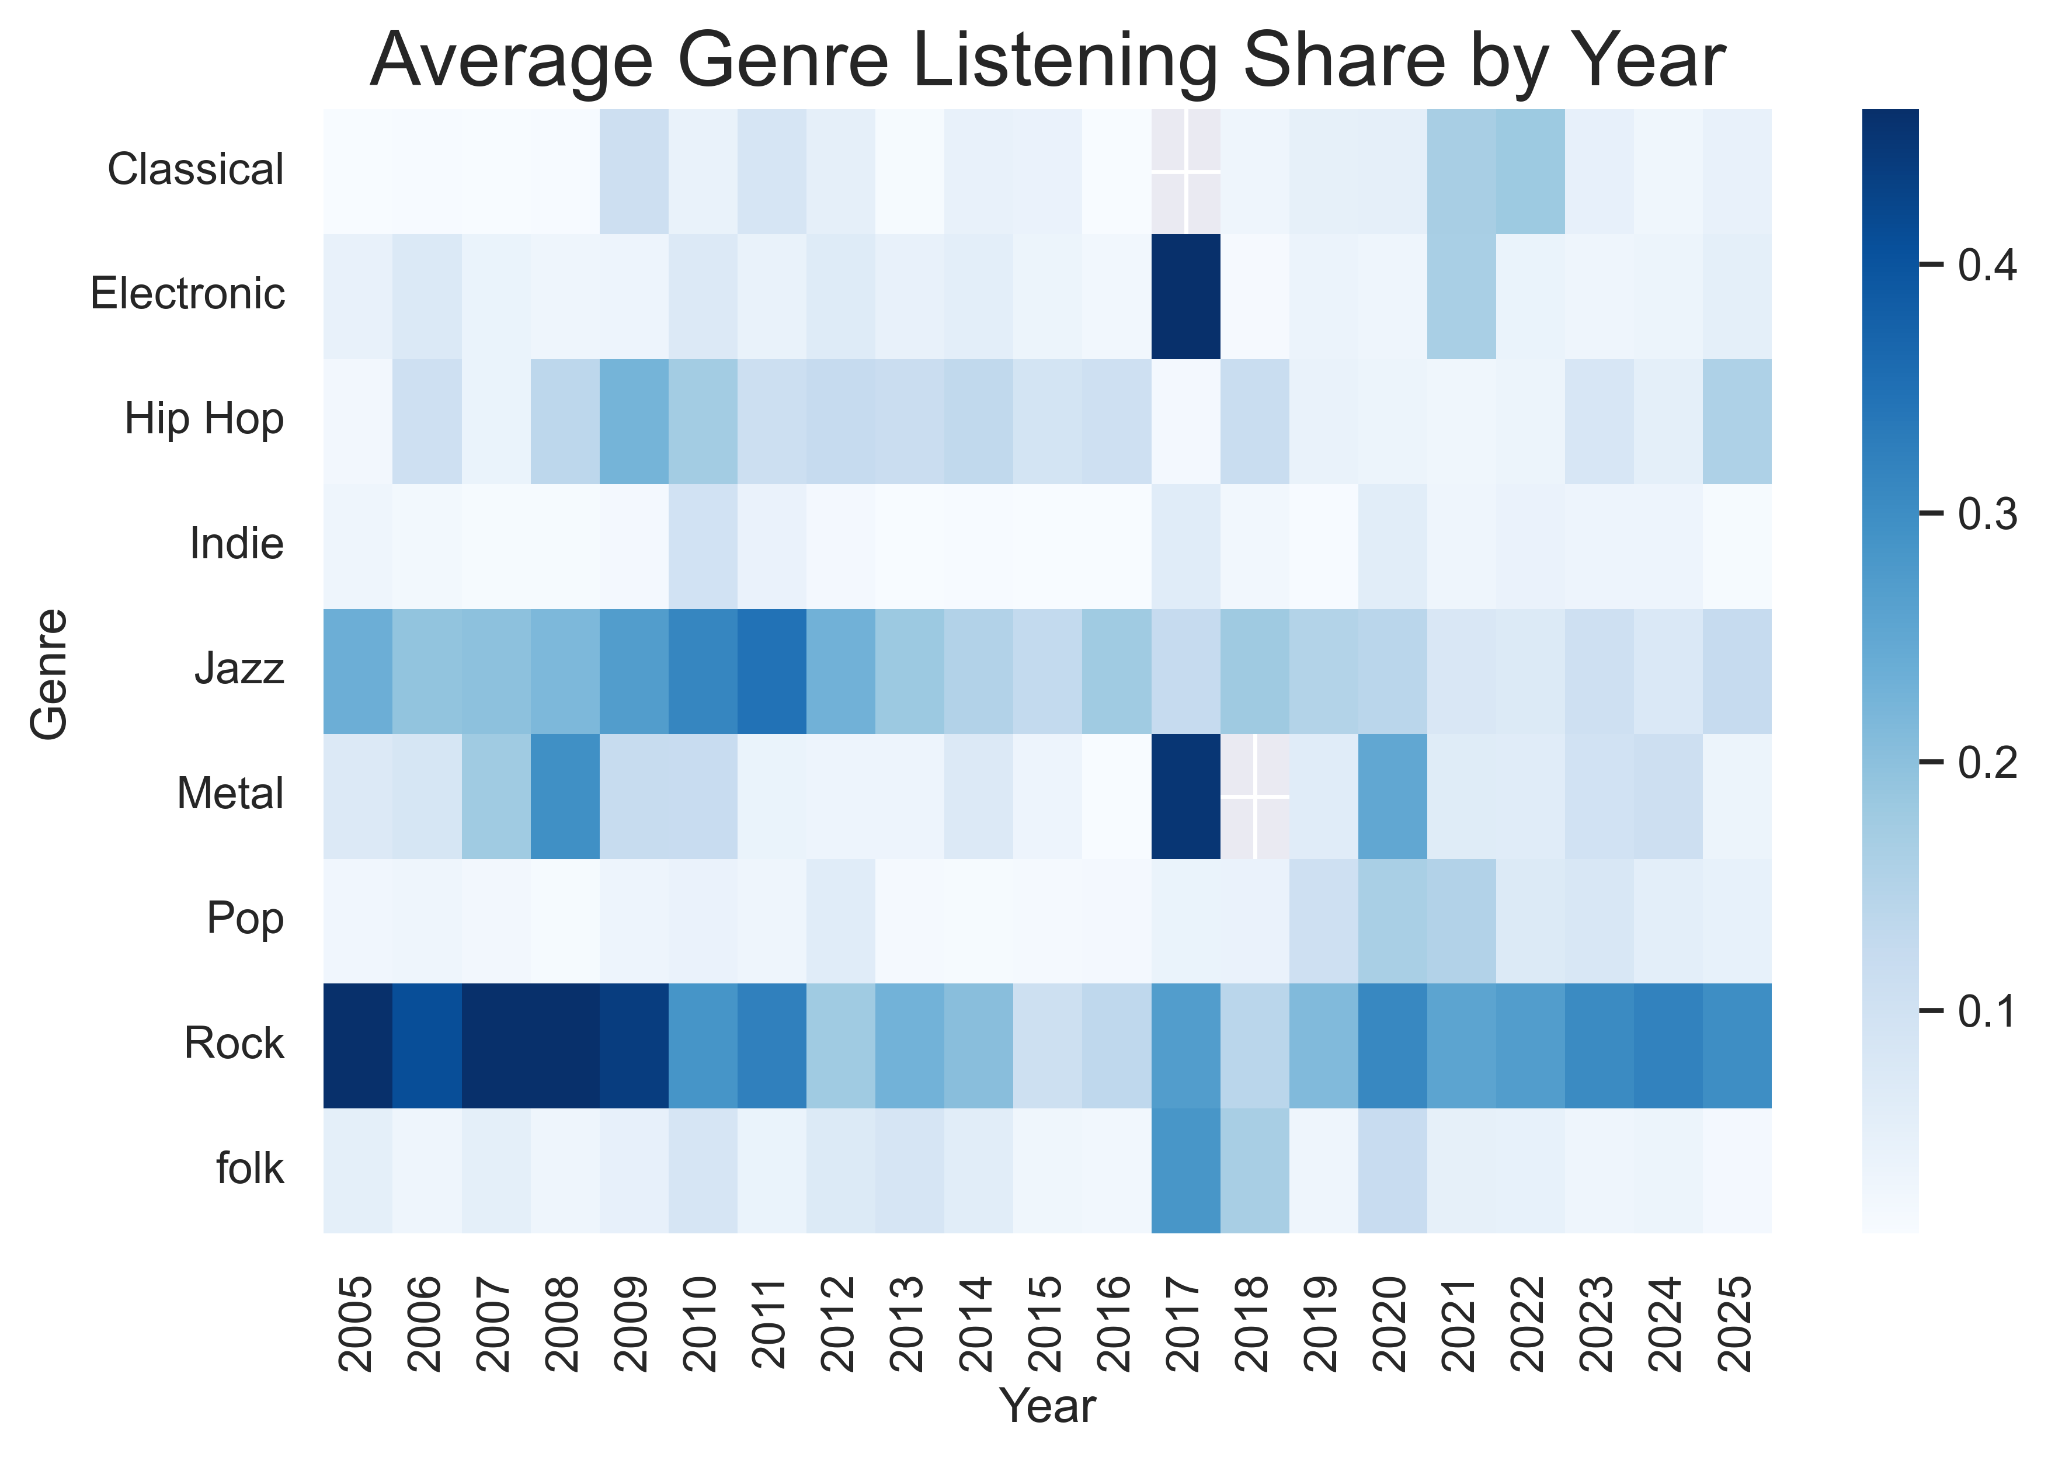 Average Genre Listening Share by Year
Classical
Electronic
Hip Hop
Indie
Jazz
Metal
Pop
Rock
folk
Genre
0.4
0.3
0.2
0.1
2005
2006
2007
2008
2009
2010
2011
2012
2013
2014
2015
2016
2017
2018
2019
2020
2021
2022
2023
2024
2025
Year